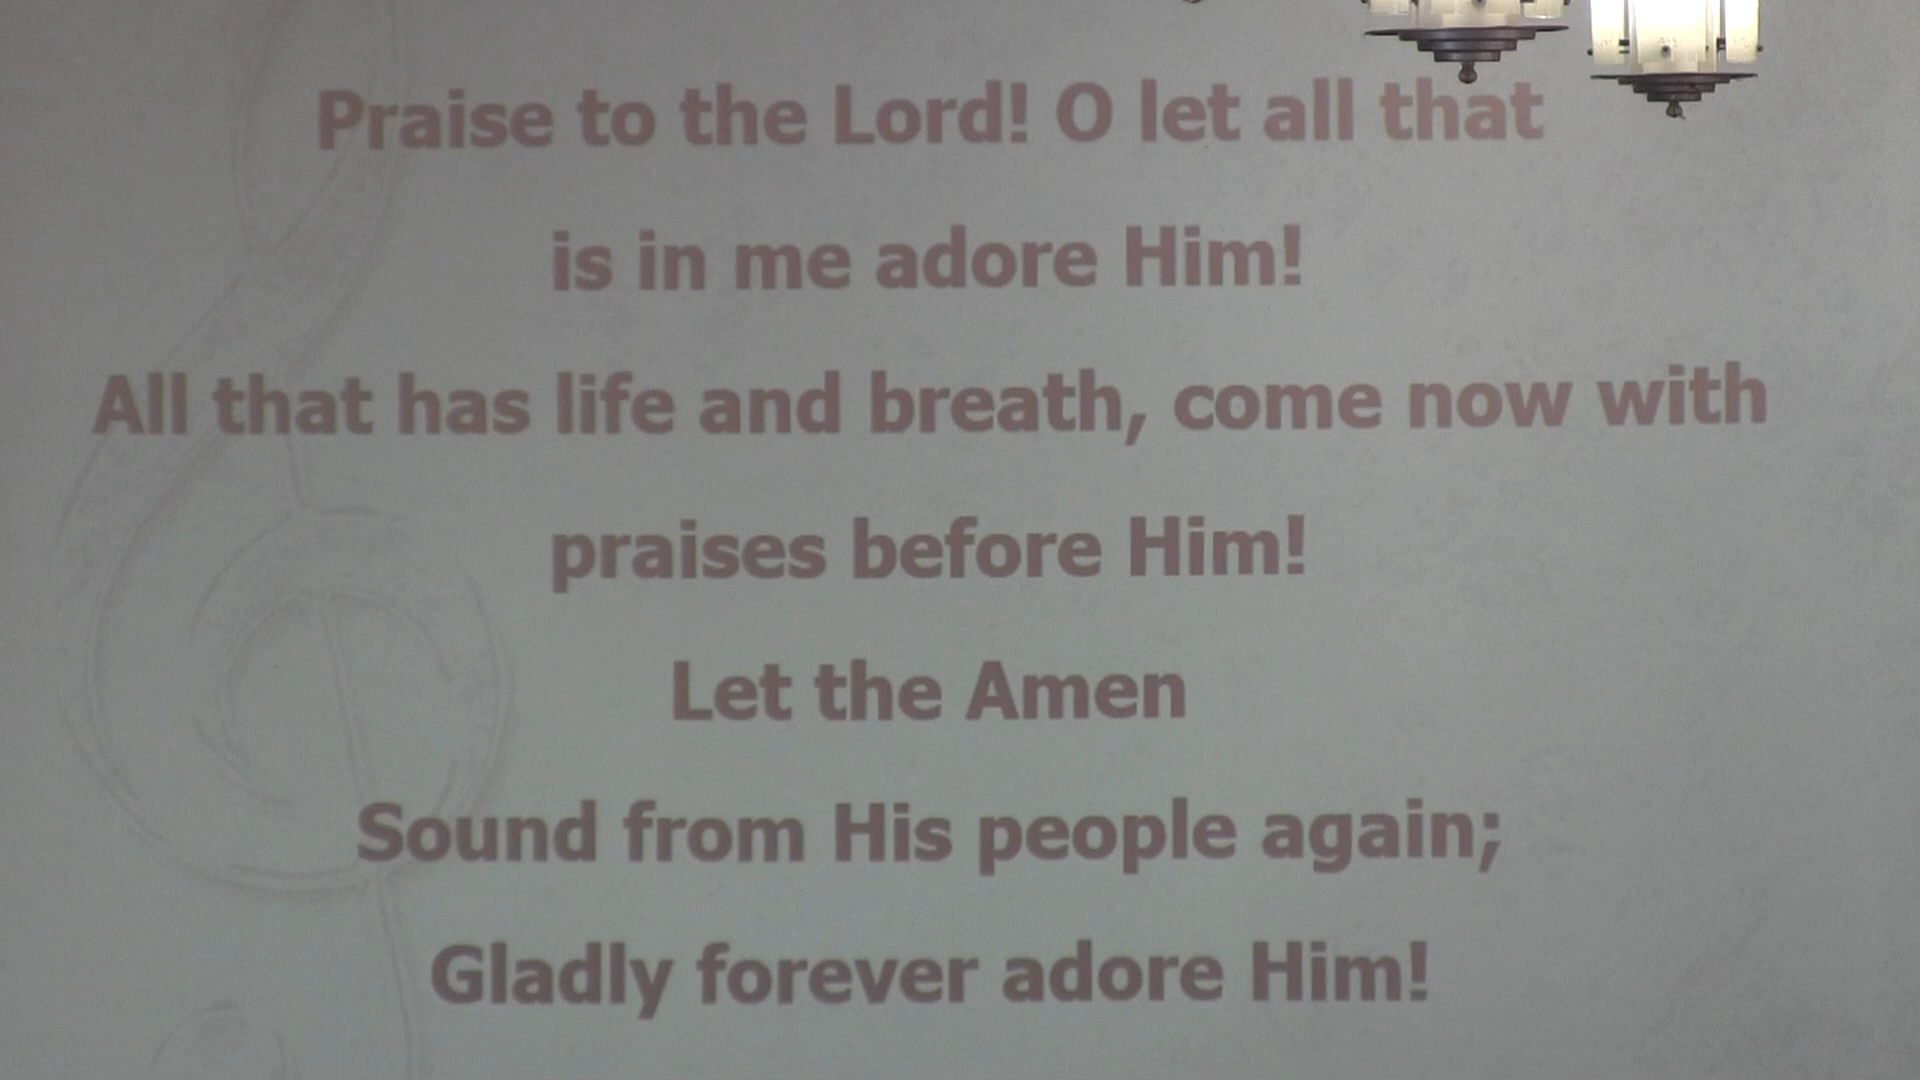 Praise to the Lord! O let all that
is in me adore Him!
All that has life and breath, come now with
praises before Him!
Let the Amen
Sound from His people again;
Gladly forever adore Him!